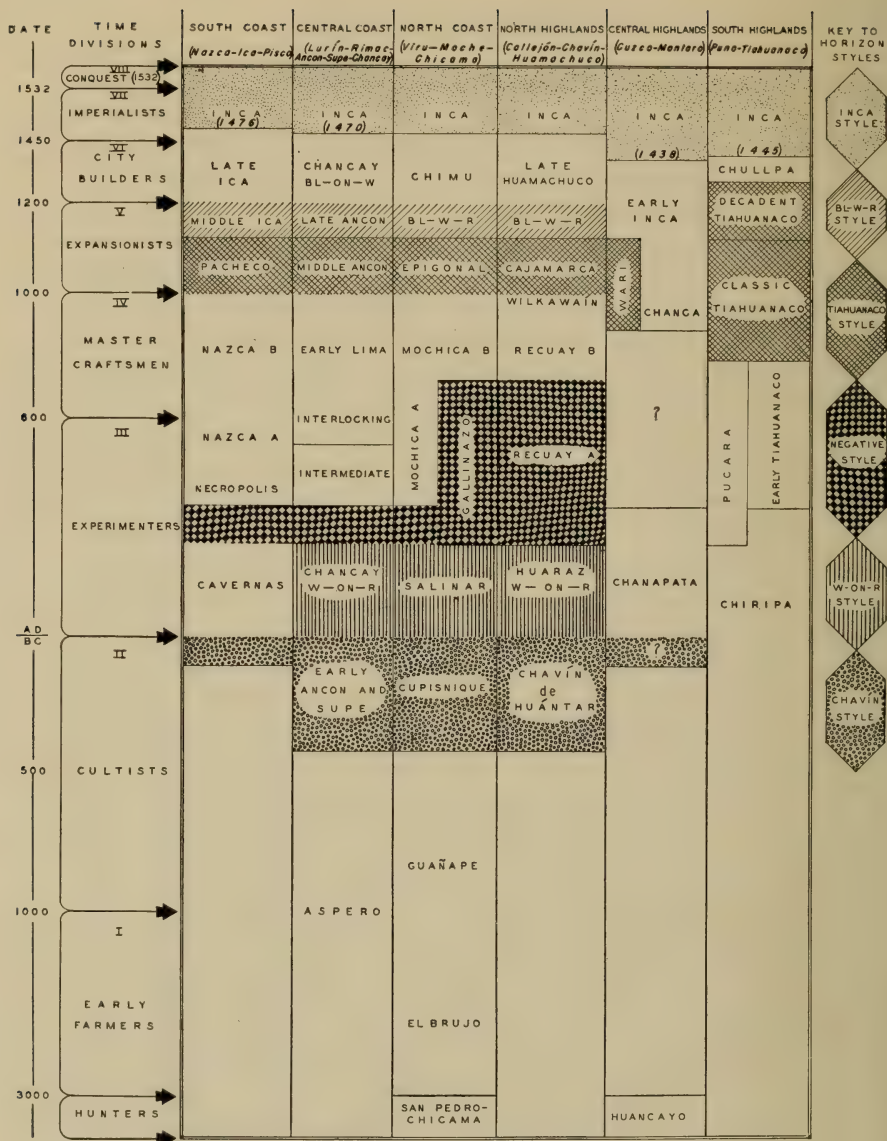 DATE
TIME
DIVISIONS
SOUTH COAST
(Nazca-Ica-Pisco)
CENTRAL COAST
(Lurín-Rimac-
Ancon-Supe-Chancay)
NORTH COAST
(Viru-Moche-
Chicama)
NORTH HIGHLANDS
(Callejón-Chavín-
Huamachuco)
CENTRAL HIGHLANDS
(Cuzco-Mantaro)
SOUTH HIGHLANDS
(Puno-Tiahuanaco)
KEY TO
HORIZON
STYLES
VIII
CONQUEST (1532)
1532
VII
IMPERIALISTS
INCA
(1476)
INCA
(1470)
INCA
INCA
INCA
(1438)
INCA
(1445)
INCA
STYLE
1450
VI
CITY
BUILDERS
LATE
ICA
CHANCAY
BL-ON-W
CHIMU
LATE
HUAMACHUCO
EARLY
INCA
CHULLPA
1200
V
EXPANSIONISTS
MIDDLE ICA
LATE ANCON
BL-W-R
BL-W-R
DECADENT
TIAHUANACO
BL-W-R
STYLE
PACHECO
MIDDLE ANCON
EPIGONAL
CAJAMARCA
WARI
CLASSIC
TIAHUANACO
1000
WILKAWAÍN
CHANCA
TIAHUANACO
STYLE
IV
MASTER
CRAFTSMEN
NAZCA B
EARLY LIMA
MOCHICA B
RECUAY B
600
III
EXPERIMENTERS
NAZCA A
NECROPOLIS
INTERLOCKING
INTERMEDIATE
MOCHICA A
GALLINAZO
RECUAY A
?
PUCARA
EARLY TIAHUANACO
NEGATIVE
STYLE
CAVERNAS
CHANCAY
W-ON-R
SALINAR
HUARAZ
W-ON-R
CHANAPATA
CHIRIPA
W-ON-R
STYLE
AD
BC
II
CULTISTS
EARLY
ANCON AND
SUPE
CUPISNIQUE
CHAVÍN
de
HUÁNTAR
?
CHAVIN
STYLE
500
GUAÑAPE
1000
ASPERO
I
EARLY
FARMERS
EL BRUJO
3000
HUNTERS
SAN PEDRO-
CHICAMA
HUANCAYO